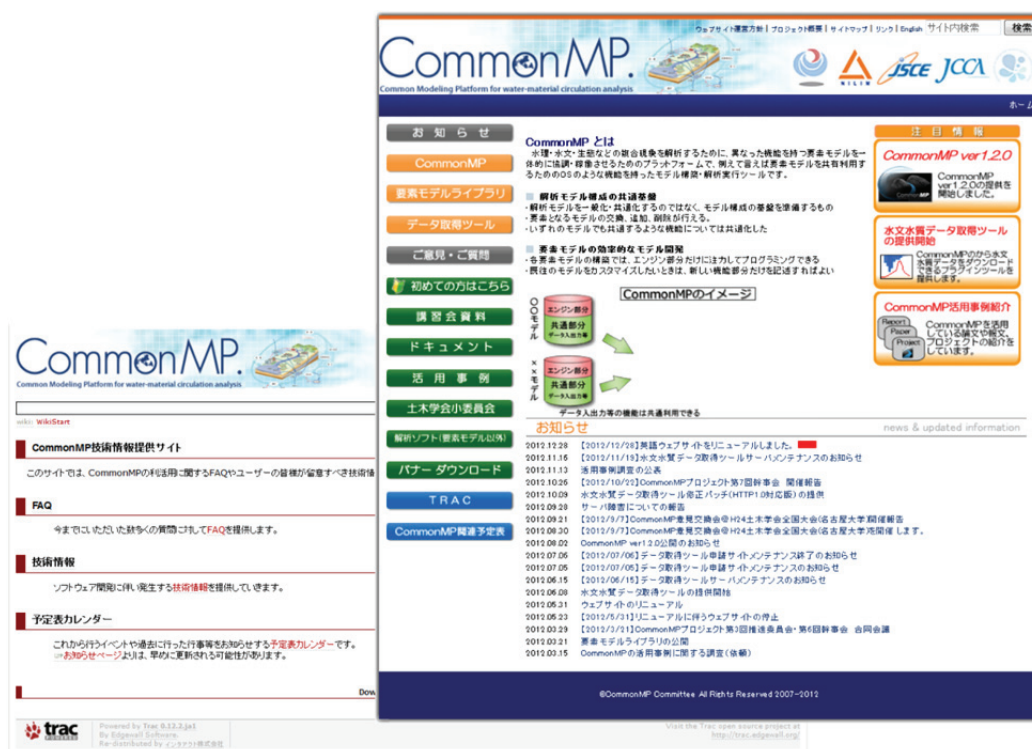 ウェブサイト運営方針 | プロジェクト概要 | サイトマップ | リンク | English サイト内検索 検索
CommonMP.
Common Modeling Platform for water-material circulation analysis
NILIM
JSCE JCCA
ホーム
お知らせ
CommonMP
要素モデルライブラリ
データ取得ツール
ご意見・ご質問
初めての方はこちら
講習会資料
ドキュメント
活用事例
土木学会小委員会
解析ソフト(要素モデル以外)
バナーダウンロード
TRAC
CommonMP関連予定表
CommonMP とは
水理・水文・生態などの複合現象を解析するために、異なった機能を持つ要素モデルを一
体的に協調・稼働させるためのプラットフォームで、例えて言えば要素モデルを共有利用す
るためのOSのような機能を持ったモデル構築・解析実行ツールです。
解析モデル構成の共通基盤
・解析モデルを一般化・共通化するのではなく、モデル構成の基盤を準備するもの
・要素となるモデルの交換、追加、削除が行える。
・いずれのモデルでも共通するような機能については共通化した
要素モデルの効率的なモデル開発
・各要素モデルの構築では、エンジン部分だけに注力してプログラミングできる
・既往のモデルをカスタマイズしたいときは、新しい機能部分だけを記述すればよい
CommonMPのイメージ
○○モデル
エンジン部分
共通部分
データ入出力等
××モデル
エンジン部分
共通部分
データ入出力等
データ入出力等の機能は共通利用できる
注目情報
CommonMP ver1.2.0
CommonMP
ver1.2.0の提供を
開始しました。
水文水質データ取得ツール
の提供開始
CommonMPのから水文
水質データをダウンロード
できるプラグインツールを
提供します。
CommonMP活用事例紹介
Report
Paper
Project
CommonMPを活用
している論文や報文、
プロジェクトの紹介を
しています。
お知らせ
news & updated information
2012.12.28 【2012/12/28】英語ウェブサイトをリニューアルしました。
2012.11.16 【2012/11/19】水文水質データ取得ツールサーバメンテナンスのお知らせ
2012.11.13 活用事例調査の公表
2012.10.26 【2012/10/22】CommonMPプロジェクト第7回幹事会 開催報告
2012.10.09 水文水質データ取得ツール修正パッチ(HTTP1.0対応版)の提供
2012.09.28 サーバ障害についての報告
2012.09.21 【2012/9/7】CommonMP意見交換会@H24土木学会全国大会(名古屋大学)開催報告
2012.08.30 【2012/9/7】CommonMP意見交換会@H24土木学会全国大会(名古屋大学)を開催します。
2012.08.02 CommonMP ver1.2.0公開のお知らせ
2012.07.06 【2012/07/06】データ取得ツール申請サイトメンテナンス終了のお知らせ
2012.07.05 【2012/07/05】データ取得ツール申請サイトメンテナンスのお知らせ
2012.06.15 【2012/06/15】データ取得ツールサーバメンテナンスのお知らせ
2012.06.08 水文水質データ取得ツールの提供開始
2012.05.31 ウェブサイトのリニューアル
2012.05.23 【2012/5/31】リニューアルに伴うウェブサイトの停止
2012.03.29 【2012/3/21】CommonMPプロジェクト第3回推進委員会・第6回幹事会 合同会議
2012.03.21 要素モデルライブラリの公開
2012.03.15 CommonMPの活用事例に関する調査(依頼)
©CommonMP Committee All Rights Reserved 2007-2012
CommonMP.
Common Modeling Platform for water-material circulation analysis
wiki: WikiStart
CommonMP技術情報提供サイト
このサイトでは、CommonMPの利活用に関するFAQやユーザーの皆様が留意すべき技術情
FAQ
今までにいただいた数多くの質問に対してFAQを提供します。
技術情報
ソフトウェア開発に伴い発生する技術情報を提供していきます。
予定表カレンダー
これから行うイベントや過去に行った行事等をお知らせする予定表カレンダーです。
お知らせページよりは、早めに更新される可能性があります。
Dow
trac
POWERED
Powered by Trac 0.12.2.ja1
By Edgewall Software.
Re-distributed by インタアクト株式会社
Visit the Trac open source project at
http://trac.edgewall.org/